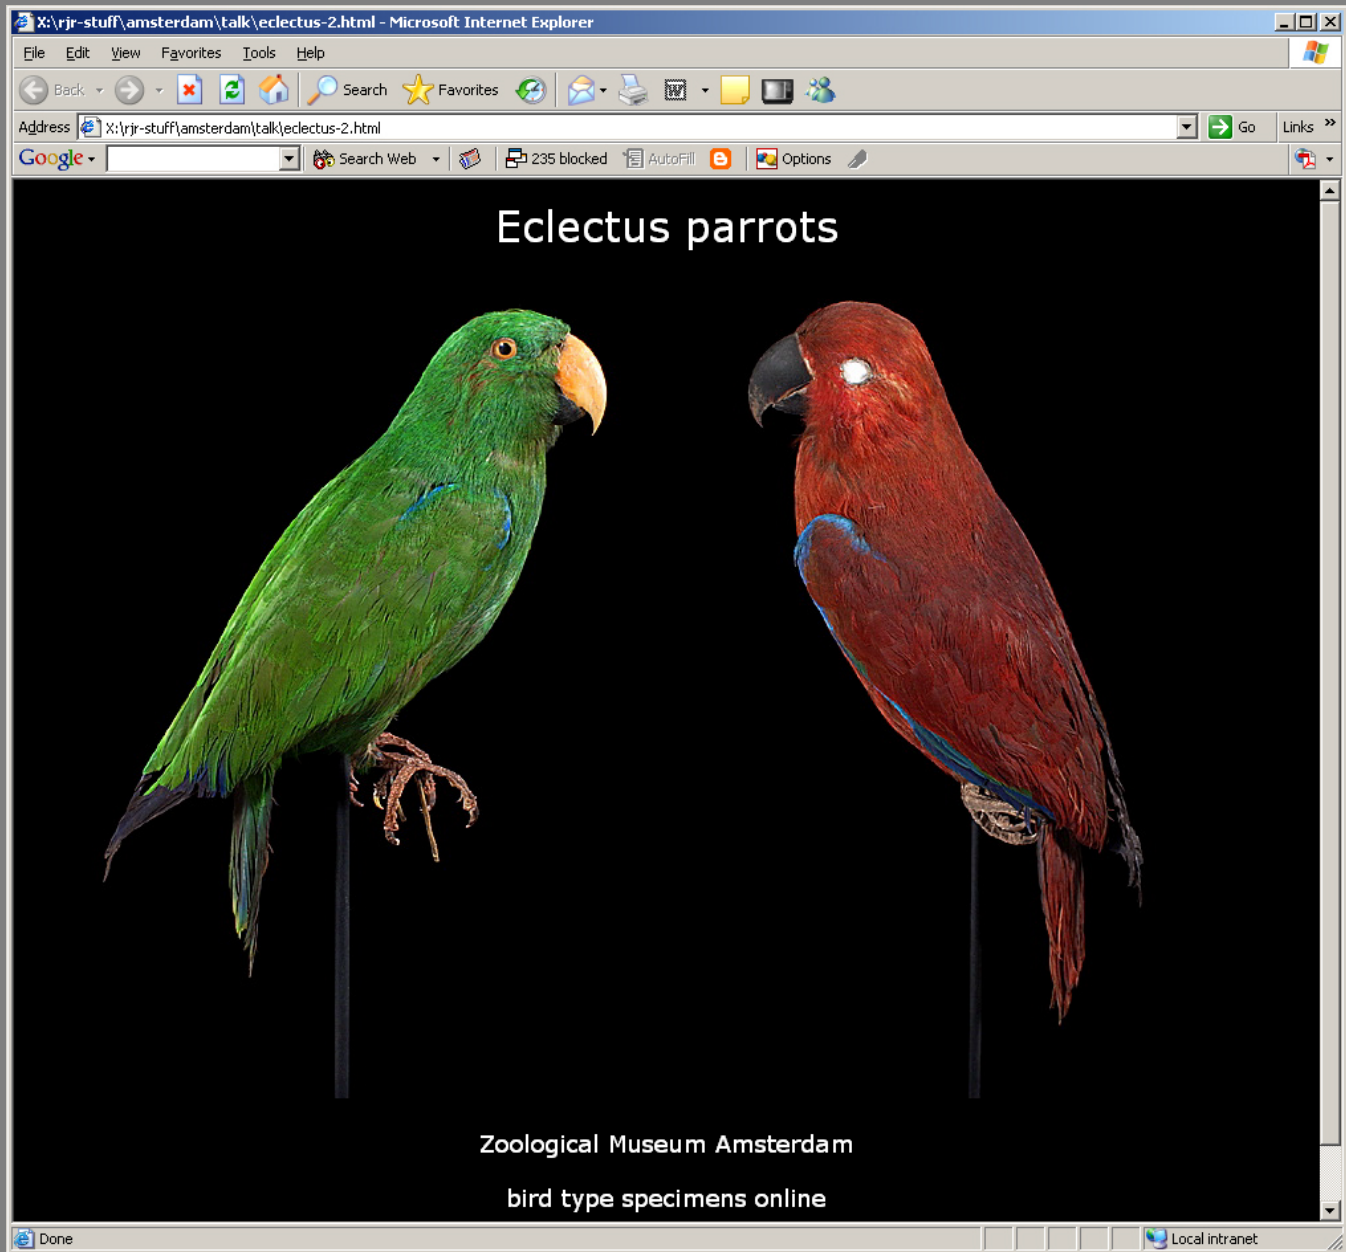 X:\rjr-stuff\amsterdam\talk\eclectus-2.html - Microsoft Internet Explorer
File Edit View Favorites Tools Help
Back Search Favorites
Address X:\rjr-stuff\amsterdam\talk\eclectus-2.html Go Links »
Google Search Web 235 blocked AutoFill Options
Eclectus parrots
Zoological Museum Amsterdam
bird type specimens online
Done Local intranet